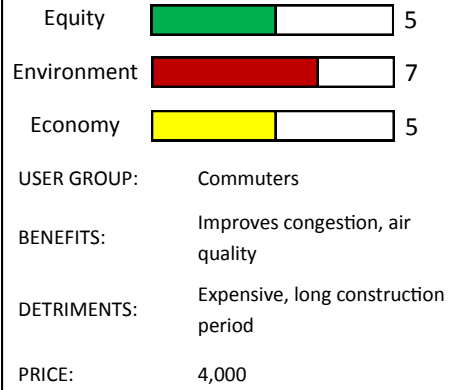 Equity 5
Environment 7
Economy 5
USER GROUP: Commuters
BENEFITS: Improves congestion, air
quality
DETRIMENTS: Expensive, long construction
period
PRICE: 4,000